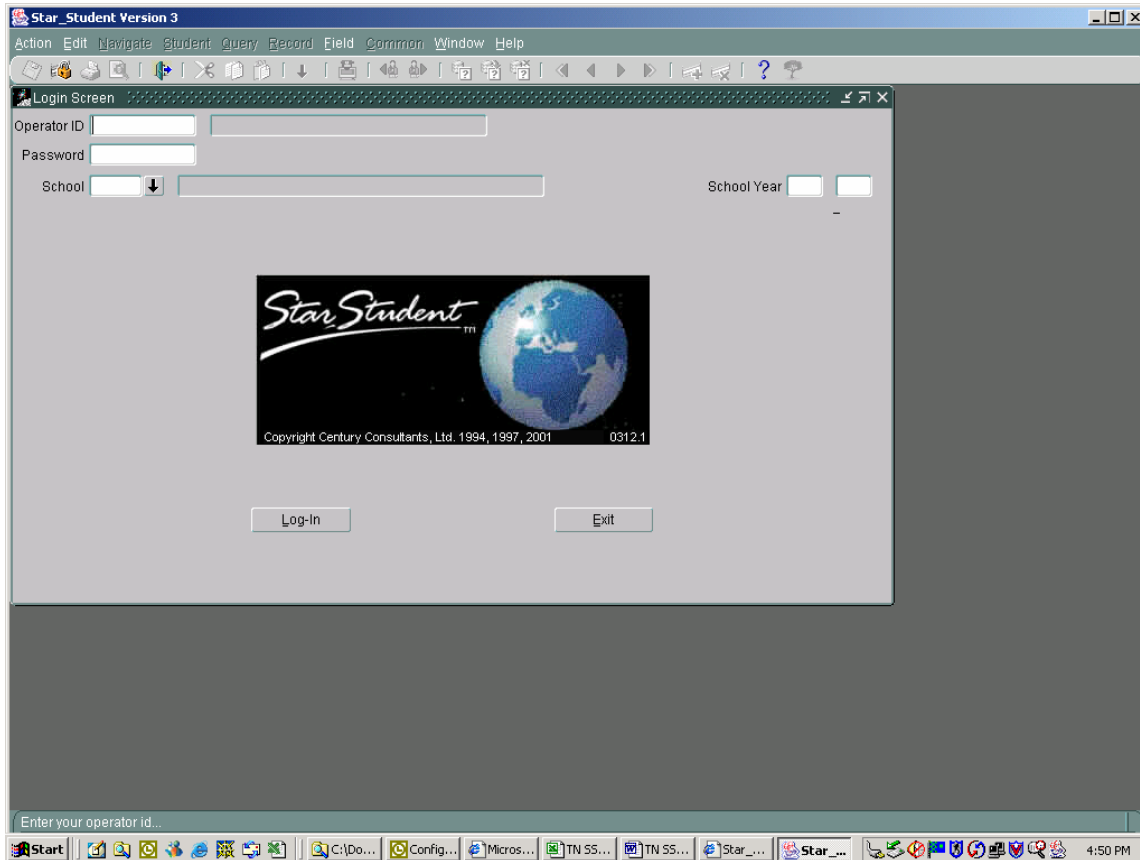 Star_Student Version 3
Action Edit Navigate Student Query Record Field Common Window Help
Login Screen
Operator ID
Password
School School Year
Star_Student TM
Copyright Century Consultants, Ltd. 1994, 1997, 2001 0312.1
Log-In Exit
Enter your operator id...
Start C:\Do... Config... Micros... TN SS... TN SS... Star_... Star_... 4:50 PM